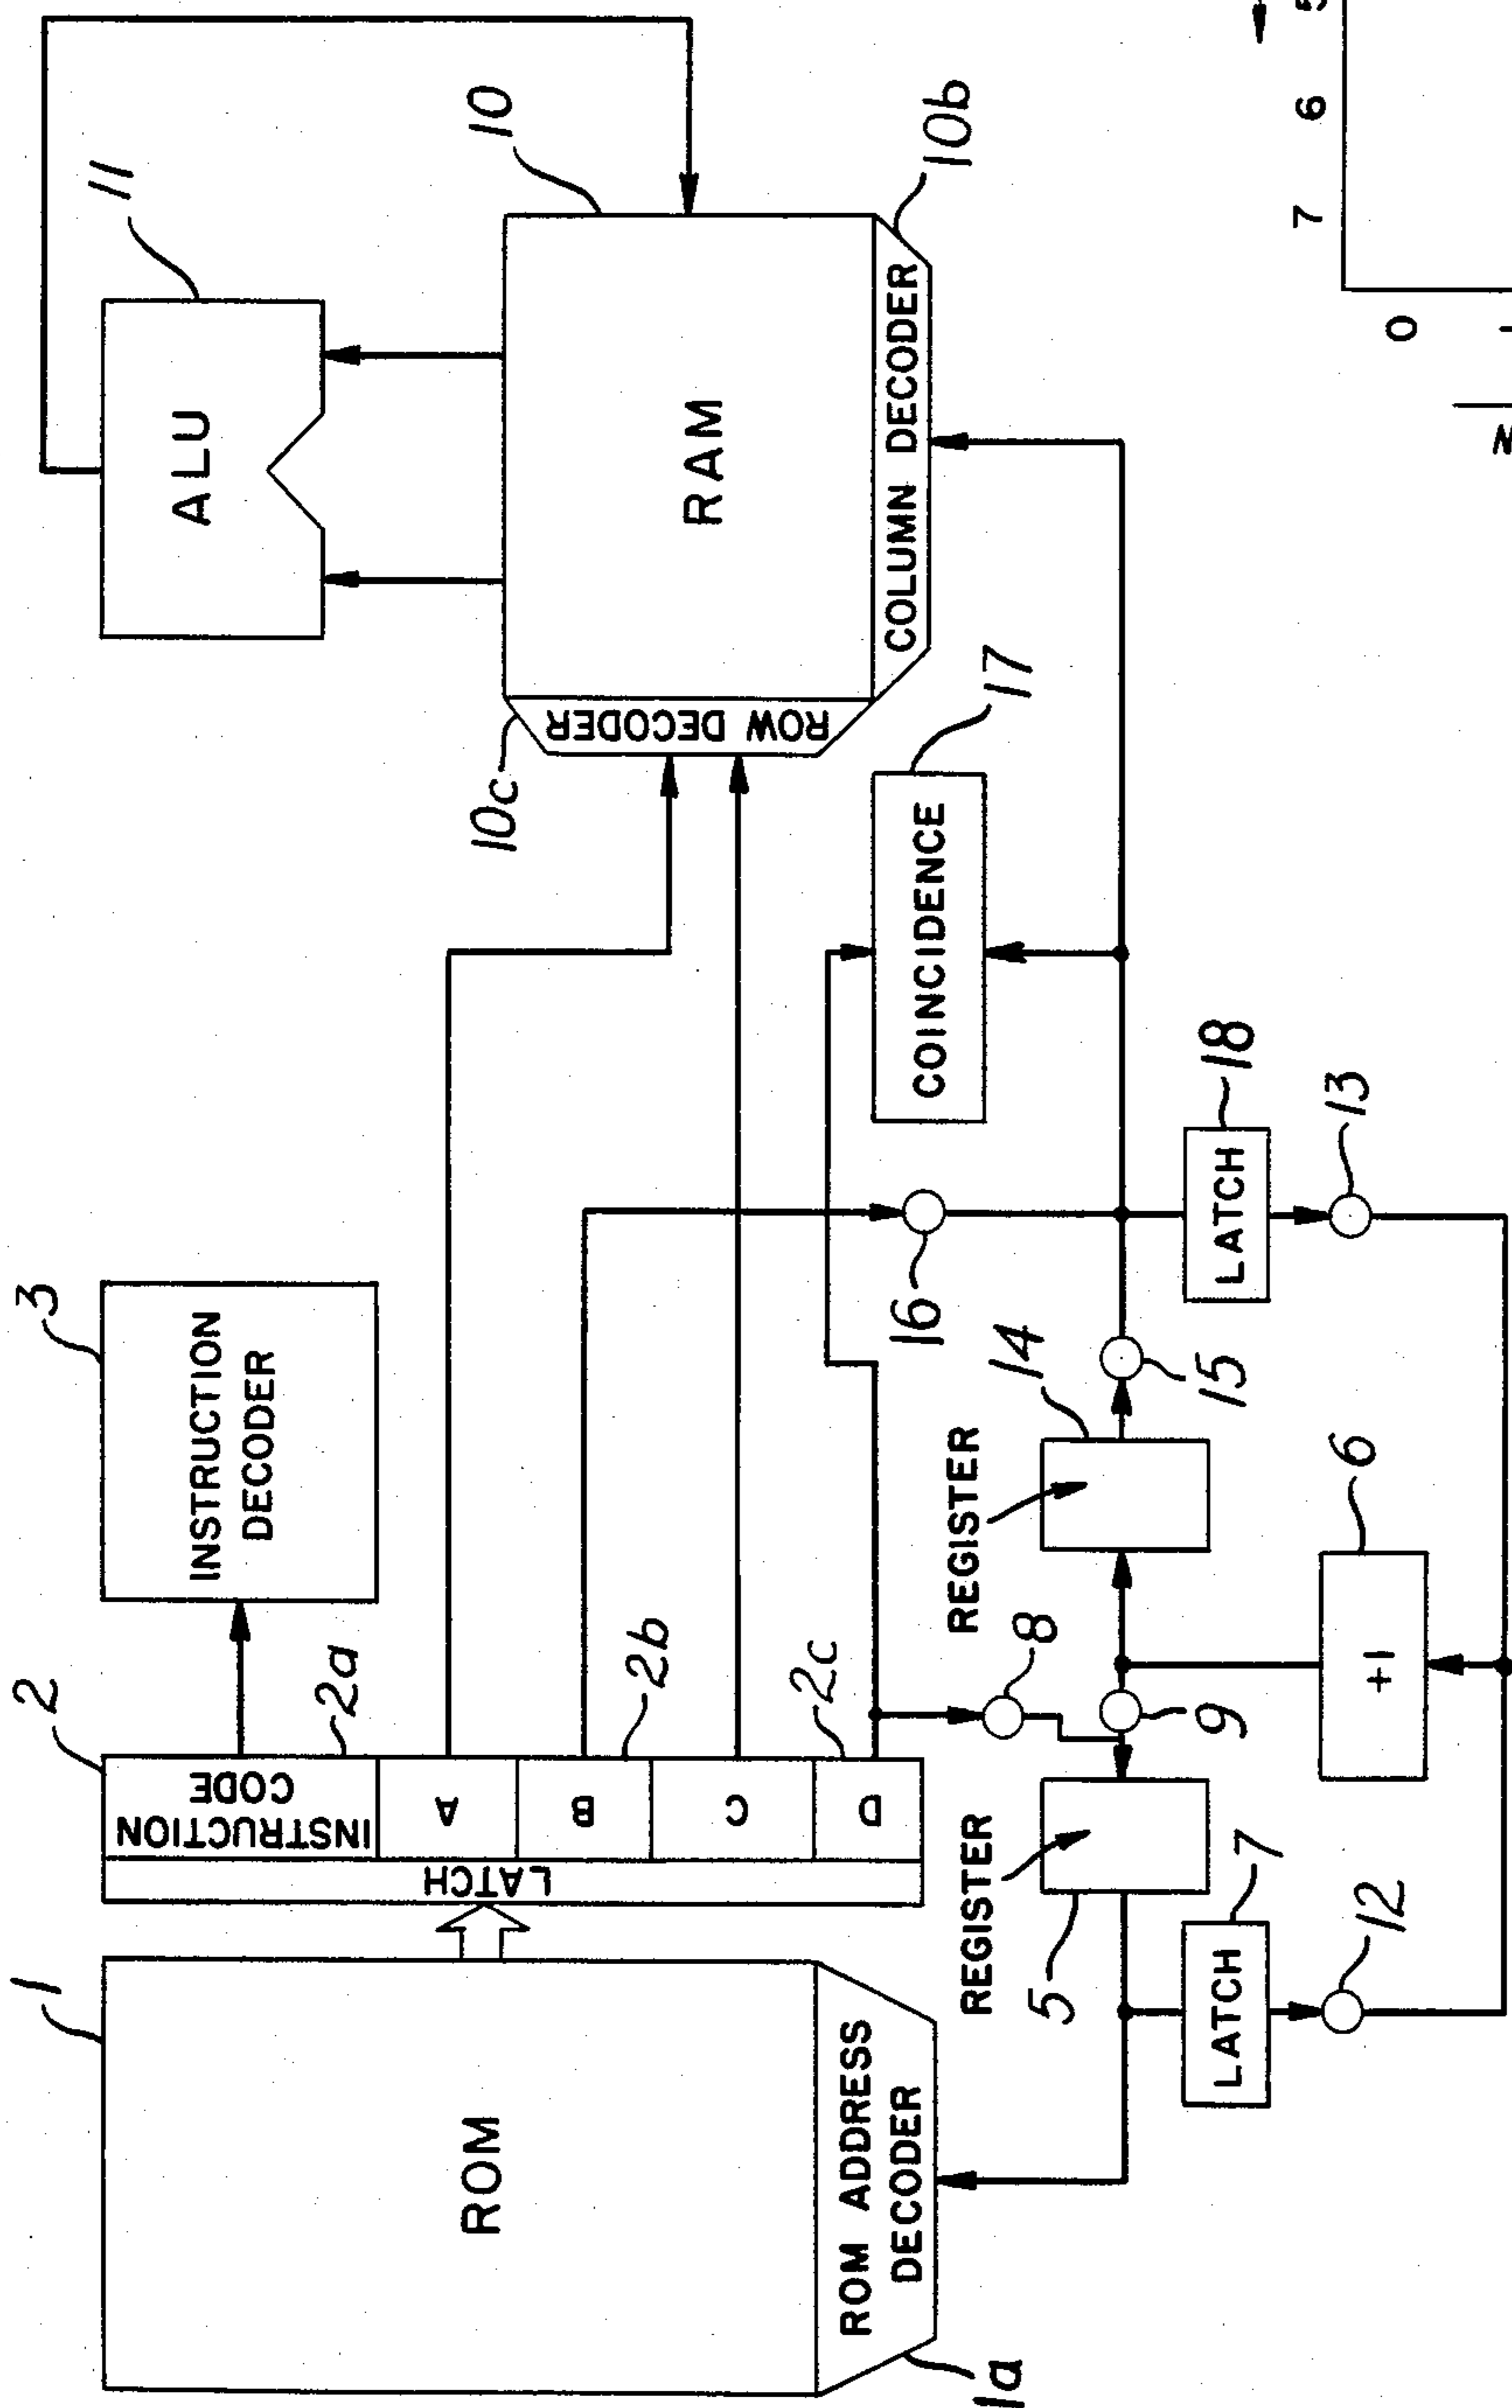 1
ROM
ROM ADDRESS
DECODER
1a
2
LATCH
INSTRUCTION
CODE
A
B
C
D
2a
2b
2c
3
INSTRUCTION
DECODER
REGISTER
5
LATCH
7
12
8
9
+1
6
REGISTER
14
15
16
LATCH
18
13
COINCIDENCE
17
ROW DECODER
10c
COLUMN DECODER
10b
RAM
10
ALU
11
7
6
5
0